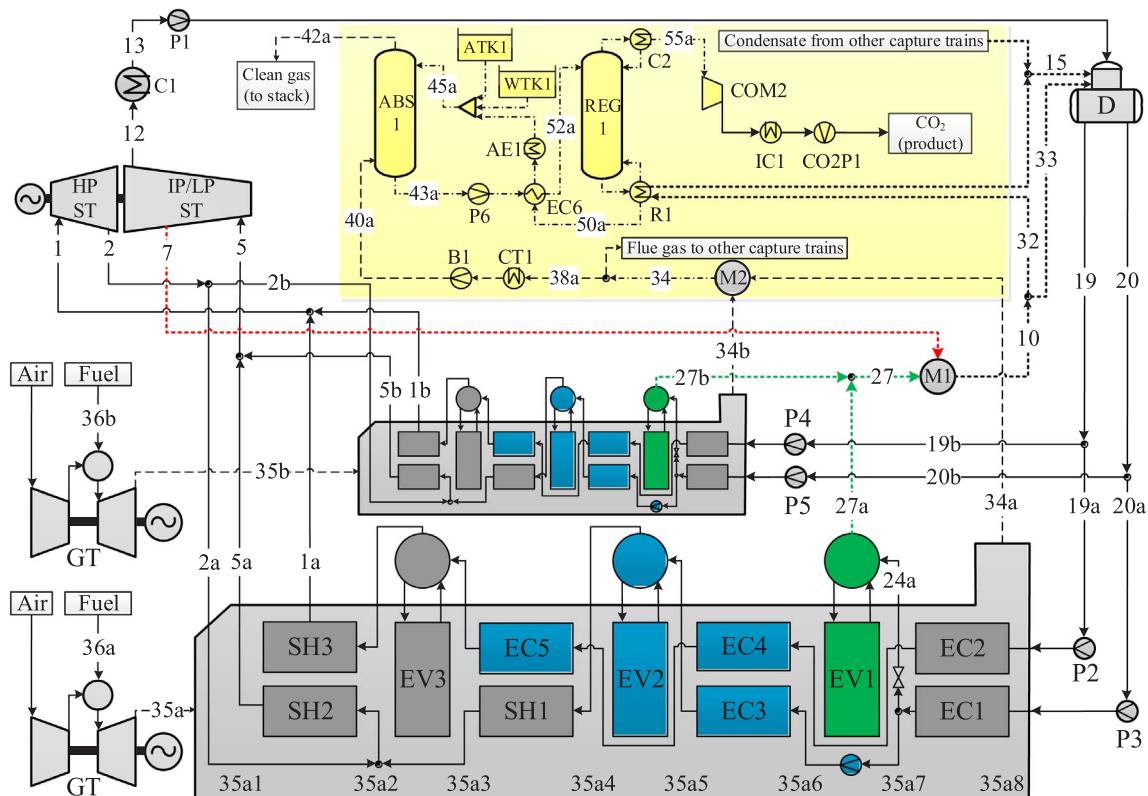 13
P1
C1
12
HP
ST
IP/LP
ST
1
2
7
5
42a
Clean gas
(to stack)
ABS
1
45a
ATK1
WTK1
52a
AE1
43a
P6
EC6
50a
40a
REG
1
C2
55a
Condensate from other capture trains
COM2
IC1
CO2P1
CO₂
(product)
R1
Flue gas to other capture trains
B1
CT1
38a
34
M2
15
D
33
32
10
19
20
2b
34b
Air
Fuel
36b
35b
GT
5b
1b
27b
27
M1
P4
19b
P5
20b
27a
34a
19a
20a
2a
5a
1a
24a
Air
Fuel
36a
35a
GT
SH3
SH2
EV3
EC5
SH1
EV2
EC4
EC3
EV1
EC2
EC1
P2
P3
35a1
35a2
35a3
35a4
35a5
35a6
35a7
35a8